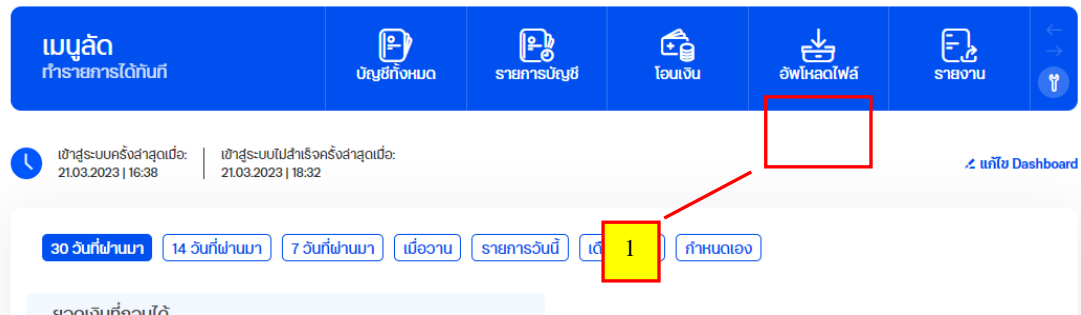 เมนูลัด
ทำรายการได้ทันที
บัญชีทั้งหมด
รายการบัญชี
โอนเงิน
อัพโหลดไฟล์
รายงาน
เข้าสู่ระบบครั้งล่าสุดเมื่อ:
21.03.2023 | 16:38
เข้าสู่ระบบไม่สำเร็จครั้งล่าสุดเมื่อ:
21.03.2023 | 18:32
แก้ไข Dashboard
30 วันที่ผ่านมา 14 วันที่ผ่านมา 7 วันที่ผ่านมา เมื่อวาน รายการวันนี้ 1 กำหนดเอง